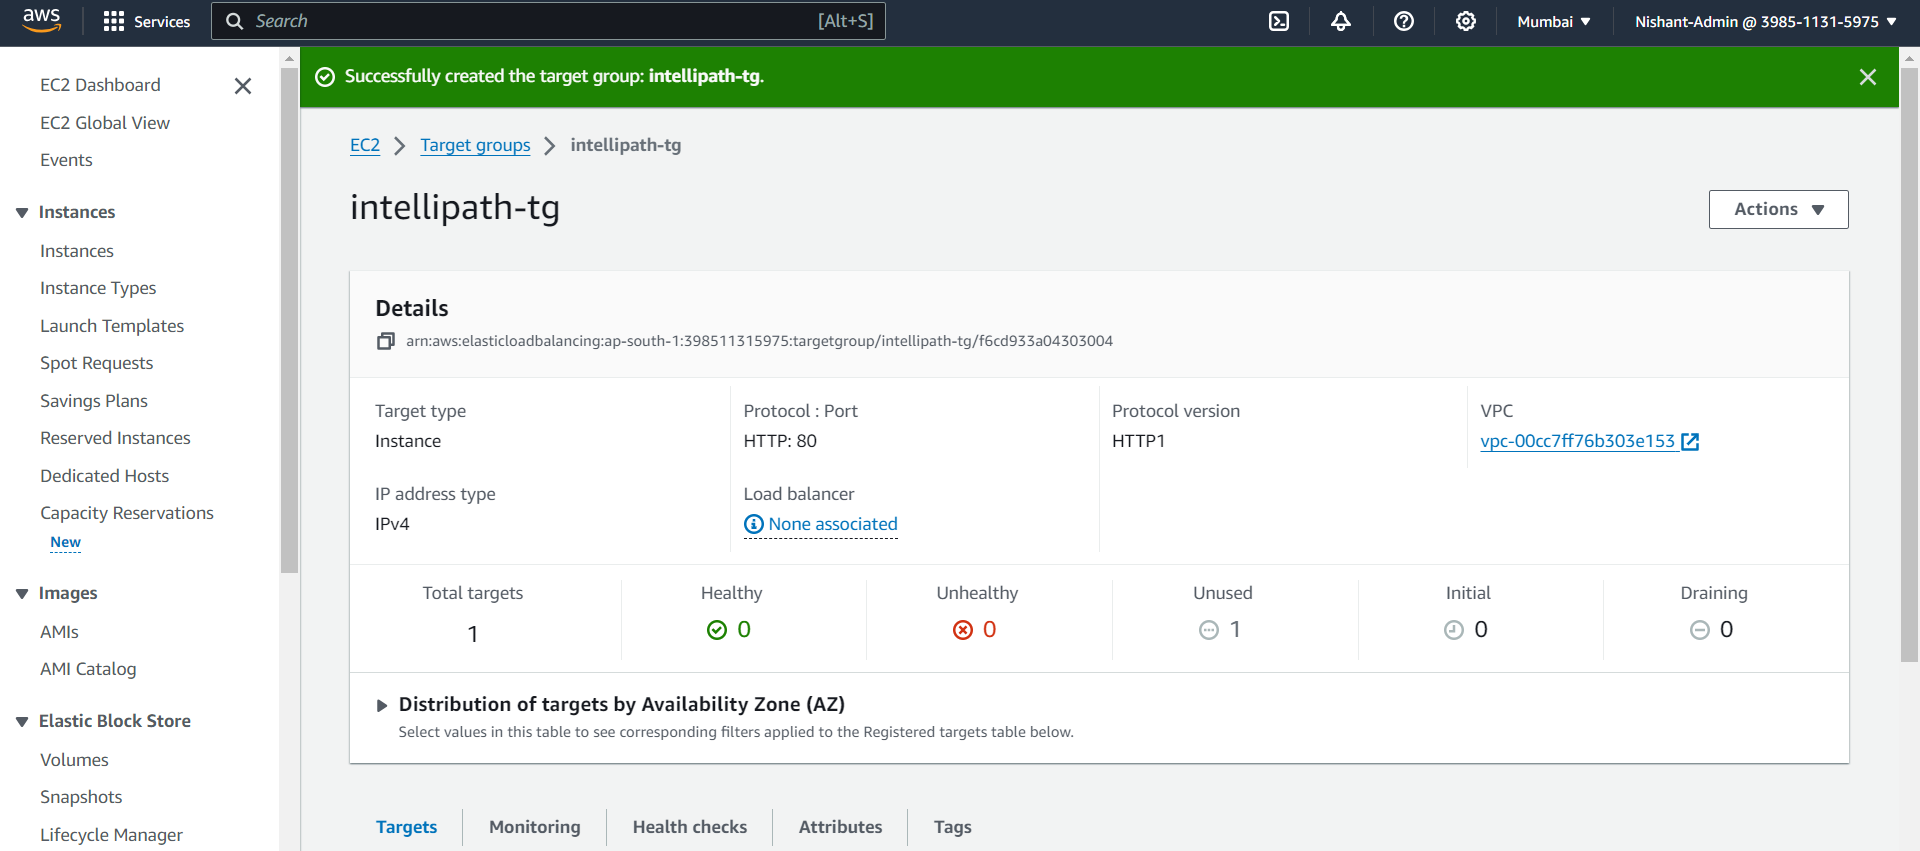 aws
Services
Search
[Alt+S]
Mumbai
Nishant-Admin @ 3985-1131-5975
EC2 Dashboard
EC2 Global View
Events
Instances
Instances
Instance Types
Launch Templates
Spot Requests
Savings Plans
Reserved Instances
Dedicated Hosts
Capacity Reservations
New
Images
AMIs
AMI Catalog
Elastic Block Store
Volumes
Snapshots
Lifecycle Manager
Successfully created the target group: intellipath-tg.
EC2 > Target groups > intellipath-tg
intellipath-tg
Actions
Details
arn:aws:elasticloadbalancing:ap-south-1:398511315975:targetgroup/intellipath-tg/f6cd933a04303004
Target type
Instance
Protocol : Port
HTTP: 80
Protocol version
HTTP1
VPC
vpc-00cc7ff76b303e153
IP address type
IPv4
Load balancer
None associated
Total targets
1
Healthy
0
Unhealthy
0
Unused
1
Initial
0
Draining
0
Distribution of targets by Availability Zone (AZ)
Select values in this table to see corresponding filters applied to the Registered targets table below.
Targets
Monitoring
Health checks
Attributes
Tags